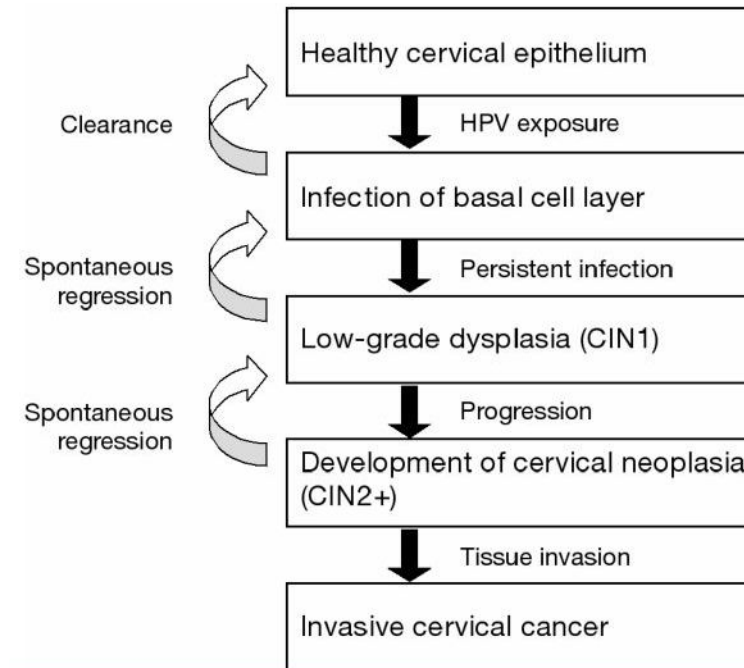 Healthy cervical epithelium
Clearance
HPV exposure
Infection of basal cell layer
Spontaneous
regression
Persistent infection
Low-grade dysplasia (CIN1)
Spontaneous
regression
Progression
Development of cervical neoplasia
(CIN2+)
Tissue invasion
Invasive cervical cancer